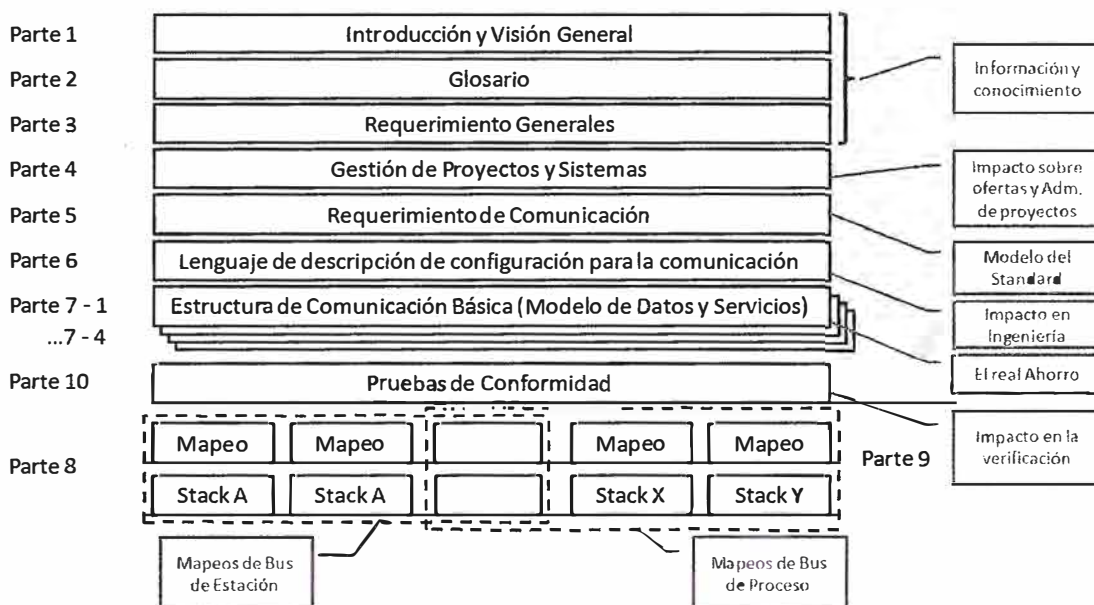 Parte 1
Introducción y Visión General
Parte 2
Glosario
Parte 3
Requerimiento Generales
Información y
conocimiento
Parte 4
Gestión de Proyectos y Sistemas
Impacto sobre
ofertas y Adm.
de proyectos
Parte 5
Requerimiento de Comunicación
Parte 6
Lenguaje de descripción de configuración para la comunicación
Modelo del
Standard
Parte 7 - 1
...7 - 4
Estructura de Comunicación Básica (Modelo de Datos y Servicios)
Impacto en
Ingeniería
Parte 10
Pruebas de Conformidad
El real Ahorro
Parte 8
Mapeo
Mapeo
Mapeo
Mapeo
Stack A
Stack A
Stack X
Stack Y
Parte 9
Impacto en la
verificación
Mapeos de Bus
de Estación
Mapeos de Bus
de Proceso